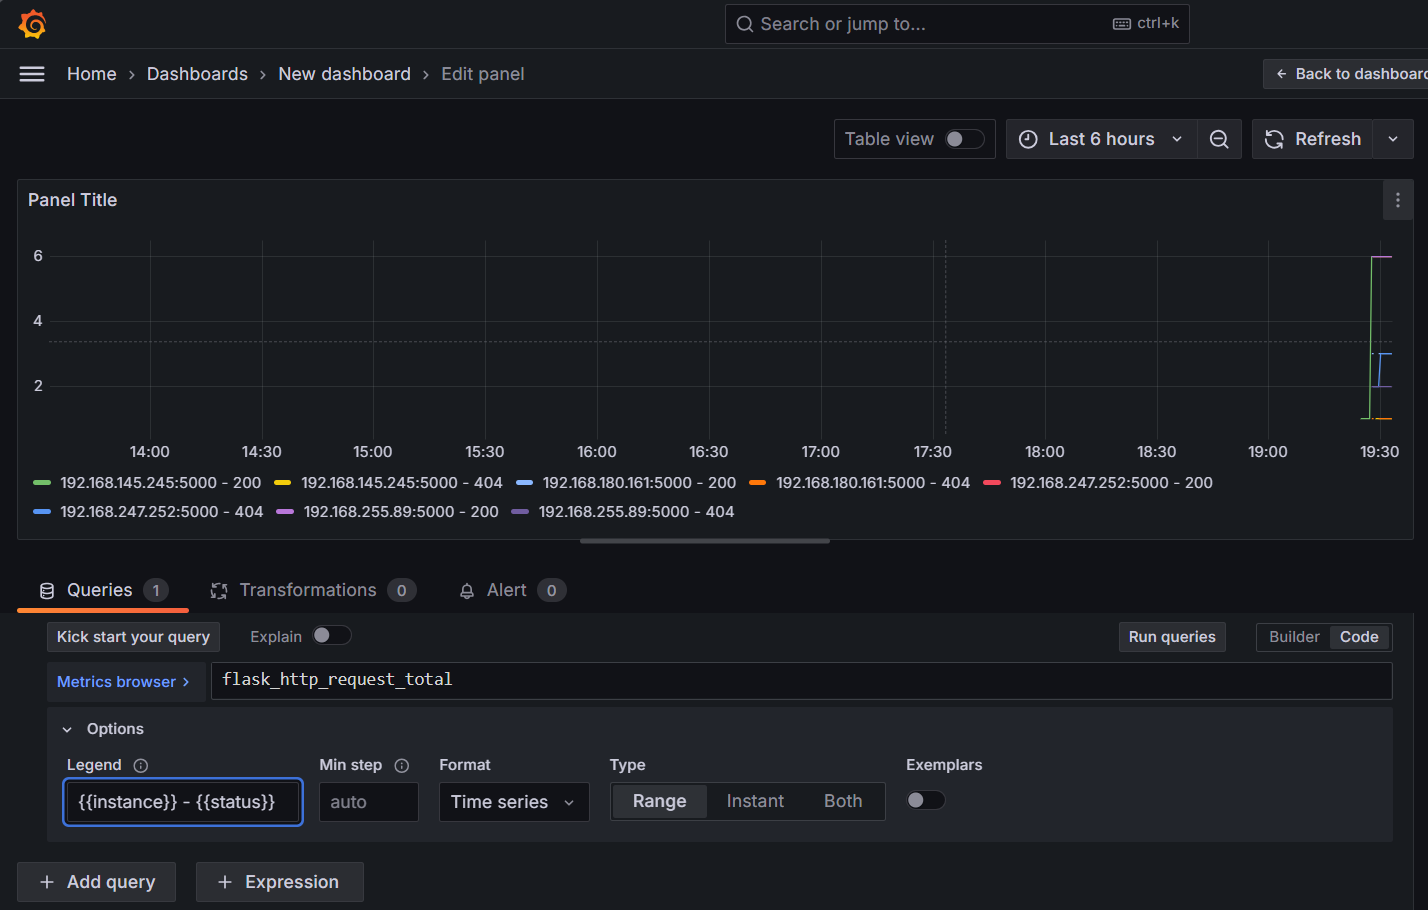 Search or jump to... ctrl+k
Home › Dashboards › New dashboard › Edit panel
← Back to dashboard
Table view Last 6 hours Refresh
Panel Title
6
4
2
14:00 14:30 15:00 15:30 16:00 16:30 17:00 17:30 18:00 18:30 19:00 19:30
192.168.145.245:5000 - 200 192.168.145.245:5000 - 404 192.168.180.161:5000 - 200 192.168.180.161:5000 - 404 192.168.247.252:5000 - 200
192.168.247.252:5000 - 404 192.168.255.89:5000 - 200 192.168.255.89:5000 - 404
Queries 1 Transformations 0 Alert 0
Kick start your query Explain Run queries Builder Code
Metrics browser > flask_http_request_total
Options
Legend Min step Format Type Exemplars
{{instance}} - {{status}} auto Time series Range Instant Both
+ Add query + Expression